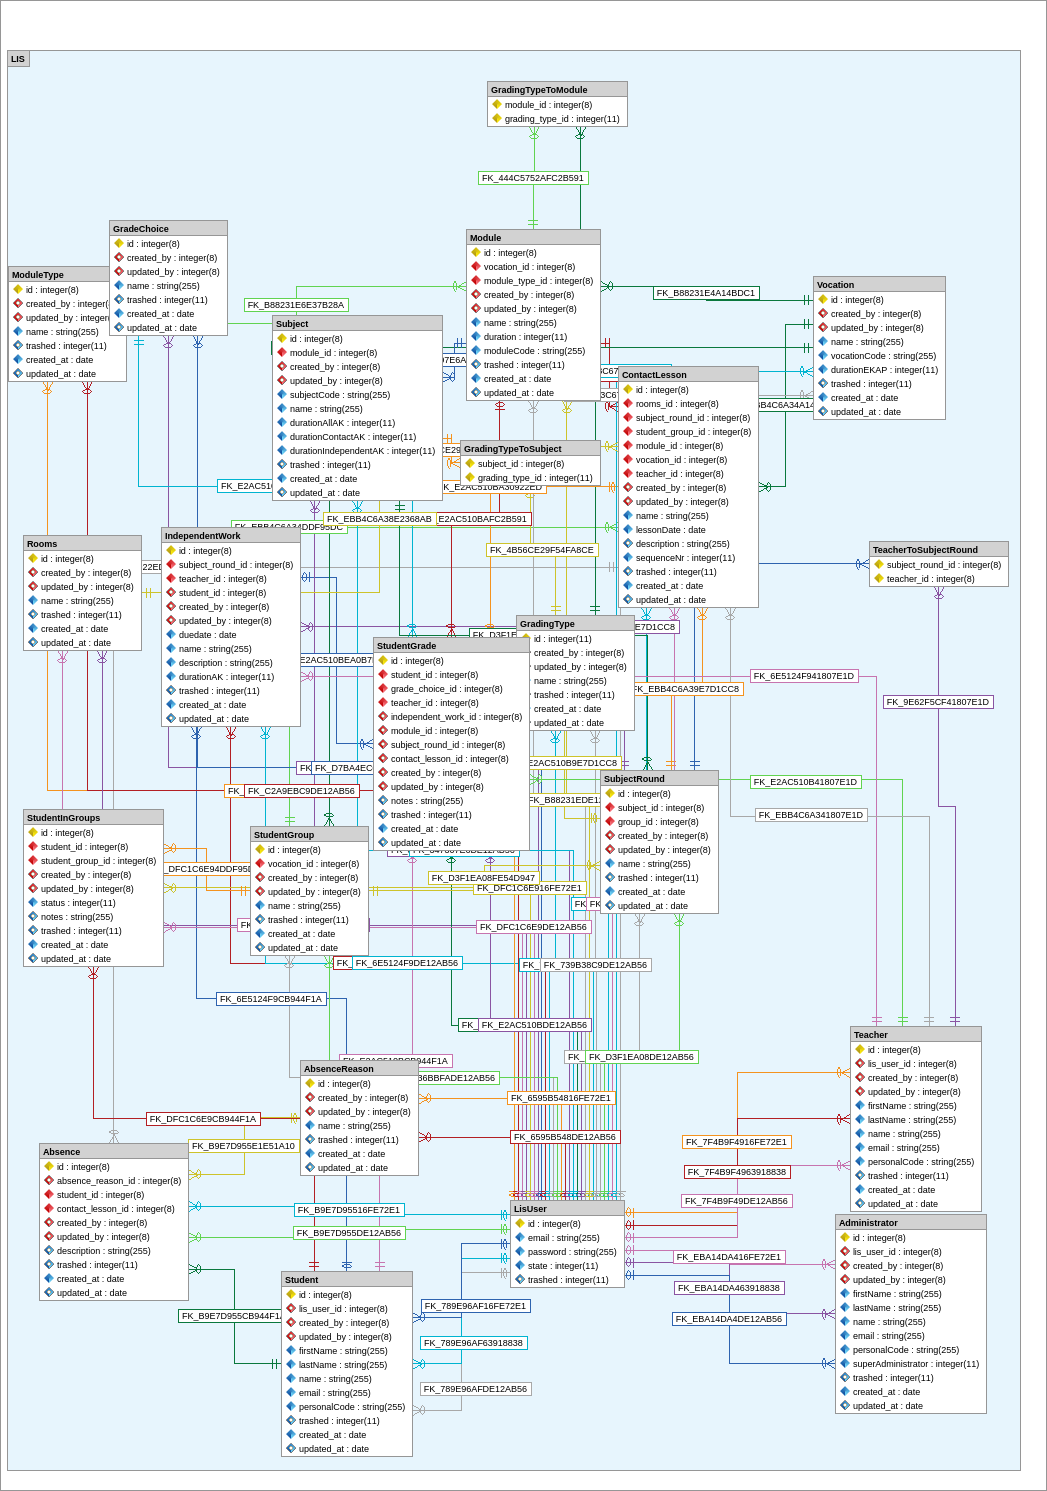 LIS
GradingTypeToModule
module_id : integer(8)
grading_type_id : integer(11)
FK_444C5752AFC2B591
GradeChoice
id : integer(8)
created_by : integer(8)
updated_by : integer(8)
name : string(255)
trashed : integer(11)
created_at : date
updated_at : date
ModuleType
id : integer(8)
created_by : integer(
updated_by : integer
name : string(255)
trashed : integer(11)
created_at : date
updated_at : date
Module
id : integer(8)
vocation_id : integer(8)
module_type_id : integer(8)
created_by : integer(8)
updated_by : integer(8)
name : string(255)
duration : integer(11)
moduleCode : string(255)
trashed : integer(11)
created_at : date
updated_at : date
FK_B88231E6E37B28A
FK_B88231E4A14BDC1
Vocation
id : integer(8)
created_by : integer(8)
updated_by : integer(8)
name : string(255)
vocationCode : string(255)
durationEKAP : integer(11)
trashed : integer(11)
created_at : date
updated_at : date
Subject
id : integer(8)
module_id : integer(8)
created_by : integer(8)
updated_by : integer(8)
subjectCode : string(255)
name : string(255)
durationAllAK : integer(11)
durationContactAK : integer(11)
durationIndependentAK : integer(11)
trashed : integer(11)
created_at : date
updated_at : date
ContactLesson
id : integer(8)
rooms_id : integer(8)
subject_round_id : integer(8)
student_group_id : integer(8)
module_id : integer(8)
vocation_id : integer(8)
teacher_id : integer(8)
created_by : integer(8)
updated_by : integer(8)
name : string(255)
lessonDate : date
description : string(255)
sequenceNr : integer(11)
trashed : integer(11)
created_at : date
updated_at : date
GradingTypeToSubject
subject_id : integer(8)
grading_type_id : integer(11)
FK_E2AC51
FK_EBB4C6A38E2368AB
E2AC510BAFC2B591
FK_4B56CE29F54FA8CE
Rooms
id : integer(8)
created_by : integer(8)
updated_by : integer(8)
name : string(255)
trashed : integer(11)
created_at : date
updated_at : date
IndependentWork
id : integer(8)
subject_round_id : integer(8)
teacher_id : integer(8)
student_id : integer(8)
created_by : integer(8)
updated_by : integer(8)
duedate : date
name : string(255)
description : string(255)
durationAK : integer(11)
trashed : integer(11)
created_at : date
updated_at : date
TeacherToSubjectRound
subject_round_id : integer(8)
teacher_id : integer(8)
GradingType
id : integer(11)
created_by : integer(8)
updated_by : integer(8)
name : string(255)
trashed : integer(11)
created_at : date
updated_at : date
E7D1CC8
StudentGrade
id : integer(8)
student_id : integer(8)
grade_choice_id : integer(8)
teacher_id : integer(8)
independent_work_id : integer(8)
module_id : integer(8)
subject_round_id : integer(8)
contact_lesson_id : integer(8)
created_by : integer(8)
updated_by : integer(8)
notes : string(255)
trashed : integer(11)
created_at : date
updated_at : date
FK_EBB4C6A39E7D1CC8
FK_6E5124F941807E1D
FK_9E62F5CF41807E1D
E2AC510B9E7D1CC8
FK_E2AC510B41807E1D
FK_EBB4C6A341807E1D
FK_C2A9EBC9DE12AB56
SubjectRound
id : integer(8)
subject_id : integer(8)
group_id : integer(8)
created_by : integer(8)
updated_by : integer(8)
name : string(255)
trashed : integer(11)
created_at : date
updated_at : date
StudentInGroups
id : integer(8)
student_id : integer(8)
student_group_id : integer(8)
created_by : integer(8)
updated_by : integer(8)
status : integer(11)
notes : string(255)
trashed : integer(11)
created_at : date
updated_at : date
StudentGroup
id : integer(8)
vocation_id : integer(8)
created_by : integer(8)
updated_by : integer(8)
name : string(255)
trashed : integer(11)
created_at : date
updated_at : date
FK_D3F1EA08FE54D947
FK_DFC1C6E916FE72E1
FK_DFC1C6E9DE12AB56
FK_6E5124F9DE12AB56
FK_739B38C9DE12AB56
FK_6E5124F9CB944F1A
FK_E2AC510BDE12AB56
FK_D3F1EA08DE12AB56
AbsenceReason
id : integer(8)
created_by : integer(8)
updated_by : integer(8)
name : string(255)
trashed : integer(11)
created_at : date
updated_at : date
FK_6595B54816FE72E1
FK_6595B548DE12AB56
FK_DFC1C6E9CB944F1A
FK_B9E7D955E1E51A10
Teacher
id : integer(8)
lis_user_id : integer(8)
created_by : integer(8)
updated_by : integer(8)
firstName : string(255)
lastName : string(255)
name : string(255)
email : string(255)
personalCode : string(255)
trashed : integer(11)
created_at : date
updated_at : date
FK_7F4B9F4916FE72E1
FK_7F4B9F4963918838
FK_7F4B9F49DE12AB56
Absence
id : integer(8)
absence_reason_id : integer(8)
student_id : integer(8)
contact_lesson_id : integer(8)
created_by : integer(8)
updated_by : integer(8)
description : string(255)
trashed : integer(11)
created_at : date
updated_at : date
FK_B9E7D95516FE72E1
FK_B9E7D955DE12AB56
FK_B9E7D955CB944F1
LisUser
id : integer(8)
email : string(255)
password : string(255)
state : integer(11)
trashed : integer(11)
Administrator
id : integer(8)
lis_user_id : integer(8)
created_by : integer(8)
updated_by : integer(8)
firstName : string(255)
lastName : string(255)
name : string(255)
email : string(255)
personalCode : string(255)
superAdministrator : integer(11)
trashed : integer(11)
created_at : date
updated_at : date
FK_EBA14DA416FE72E1
FK_EBA14DA463918838
FK_EBA14DA4DE12AB56
Student
id : integer(8)
lis_user_id : integer(8)
created_by : integer(8)
updated_by : integer(8)
firstName : string(255)
lastName : string(255)
name : string(255)
email : string(255)
personalCode : string(255)
trashed : integer(11)
created_at : date
updated_at : date
FK_789E96AF16FE72E1
FK_789E96AF63918838
FK_789E96AFDE12AB56